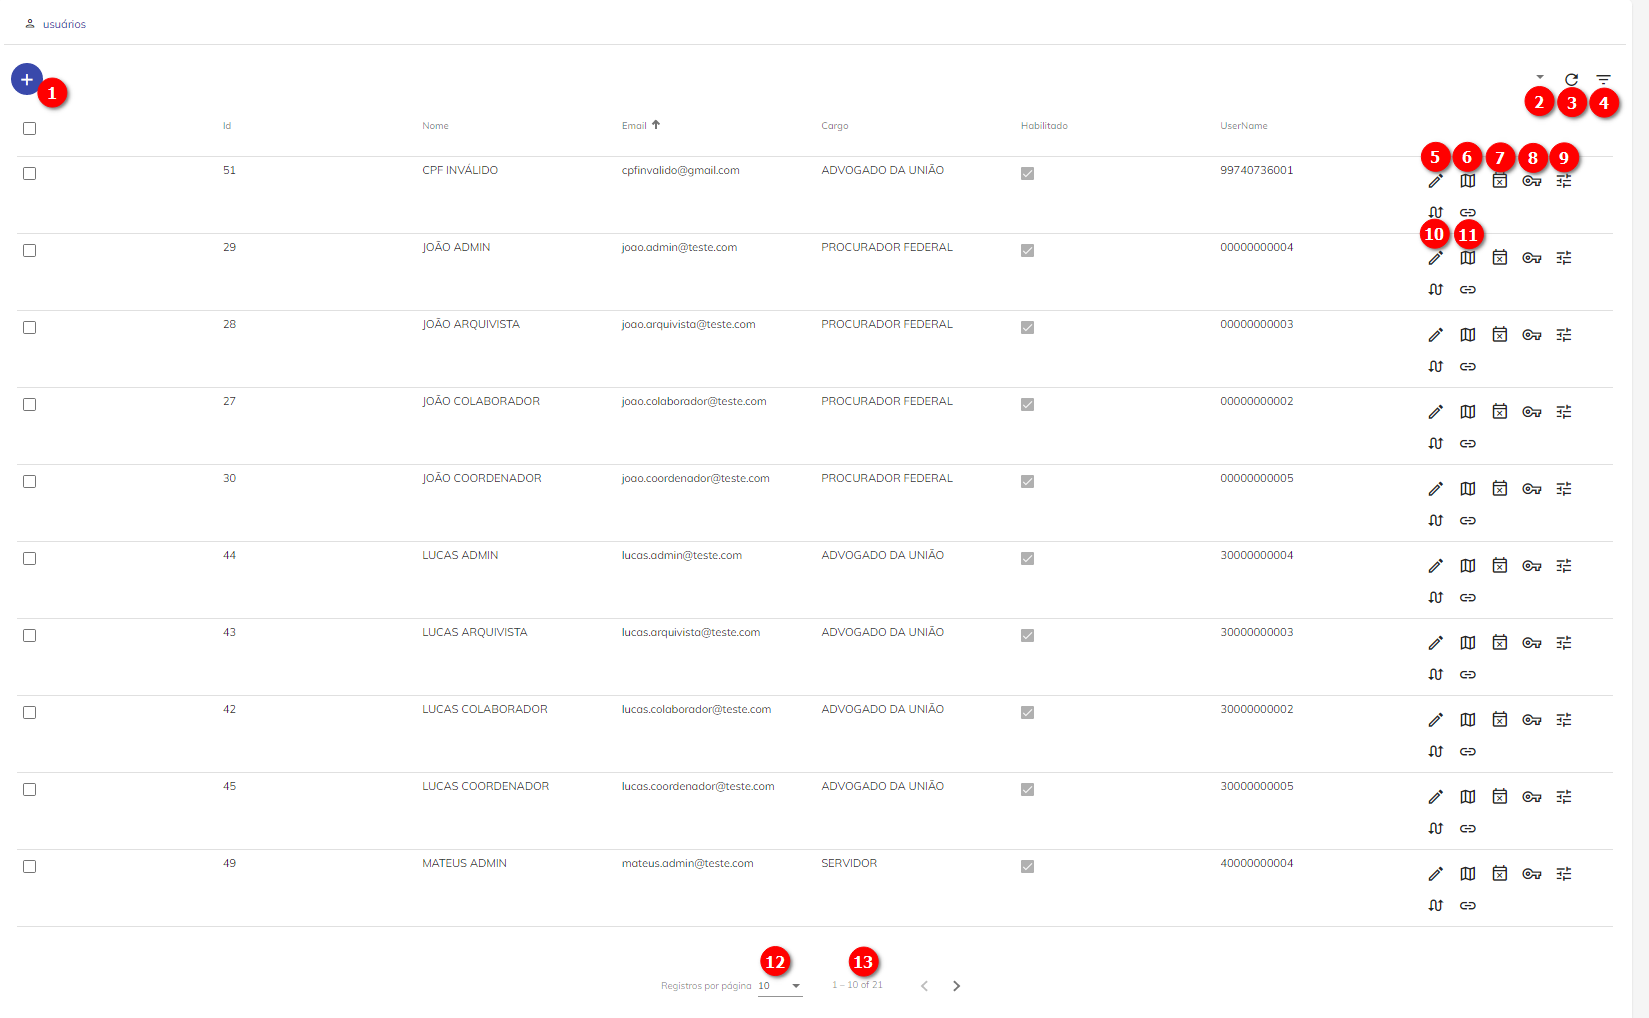 usuários
1
2 3 4
Id Nome Email Cargo Habilitado UserName
5 6 7 8 9
51 CPF INVÁLIDO cpfinvalido@gmail.com ADVOGADO DA UNIÃO 99740736001
10 11
29 JOÃO ADMIN joao.admin@teste.com PROCURADOR FEDERAL 00000000004
28 JOÃO ARQUIVISTA joao.arquivista@teste.com PROCURADOR FEDERAL 00000000003
27 JOÃO COLABORADOR joao.colaborador@teste.com PROCURADOR FEDERAL 00000000002
30 JOÃO COORDENADOR joao.coordenador@teste.com PROCURADOR FEDERAL 00000000005
44 LUCAS ADMIN lucas.admin@teste.com ADVOGADO DA UNIÃO 30000000004
43 LUCAS ARQUIVISTA lucas.arquivista@teste.com ADVOGADO DA UNIÃO 30000000003
42 LUCAS COLABORADOR lucas.colaborador@teste.com ADVOGADO DA UNIÃO 30000000002
45 LUCAS COORDENADOR lucas.coordenador@teste.com ADVOGADO DA UNIÃO 30000000005
49 MATEUS ADMIN mateus.admin@teste.com SERVIDOR 40000000004
12 13
Registros por página 10 1 – 10 of 21